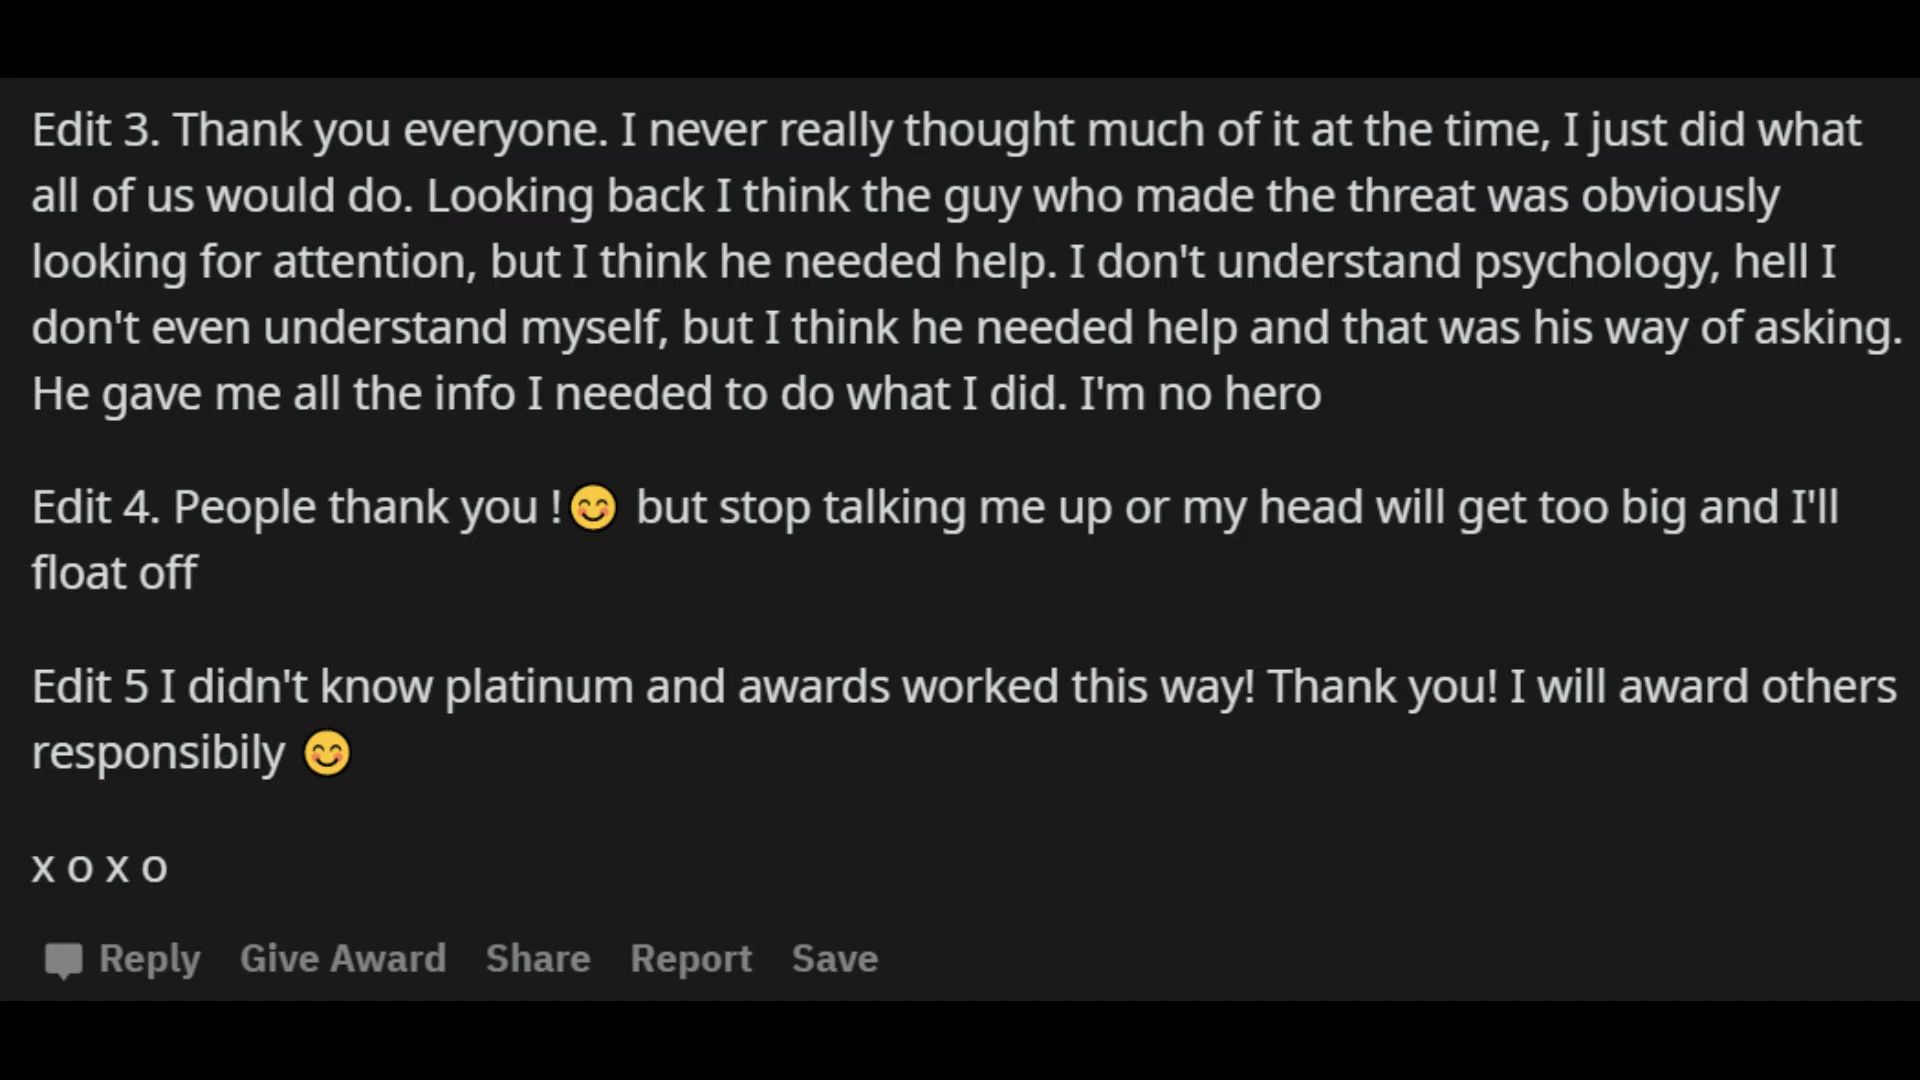 Edit 3. Thank you everyone. I never really thought much of it at the time, I just did what
all of us would do. Looking back I think the guy who made the threat was obviously
looking for attention, but I think he needed help. I don't understand psychology, hell I
don't even understand myself, but I think he needed help and that was his way of asking.
He gave me all the info I needed to do what I did. I'm no hero
Edit 4. People thank you !😊 but stop talking me up or my head will get too big and I'll
float off
Edit 5 I didn't know platinum and awards worked this way! Thank you! I will award others
responsibily 😊
x o x o
Reply Give Award Share Report Save